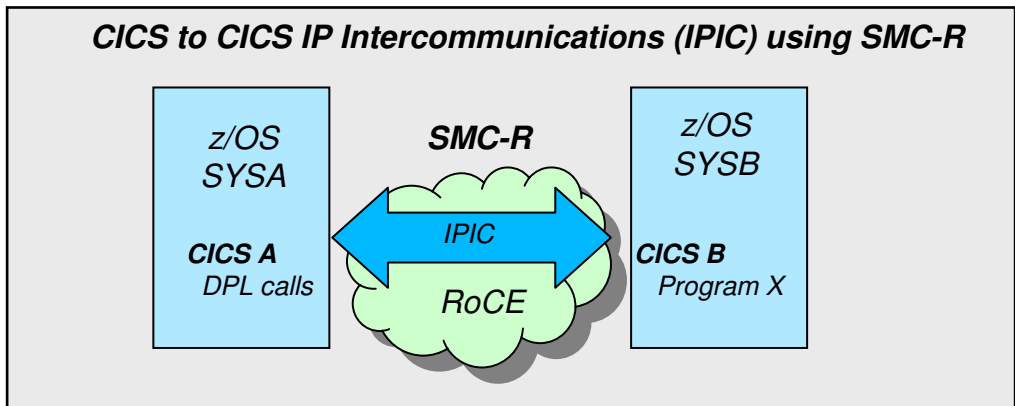 CICS to CICS IP Intercommunications (IPIC) using SMC-R
z/OS
SYSA
CICS A
DPL calls
SMC-R
IPIC
RoCE
z/OS
SYSB
CICS B
Program X